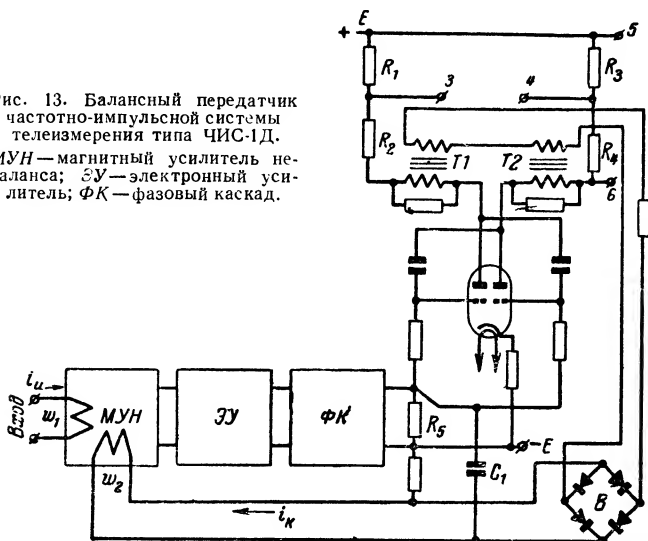 ис. 13. Балансный передатчик
частотно-импульсной системы
телеизмерения типа ЧИС-1Д.
МУН—магнитный усилитель не-
аланса; ЭУ—электронный уси-
литель; ФК—фазовый каскад.
+ E 5
R₁ 3 4 R₃
R₂ T1 T2 R₄
6
iи
Вход w₁ МУН ЭУ ФК
w₂
R₅ −E
C₁ В
iк